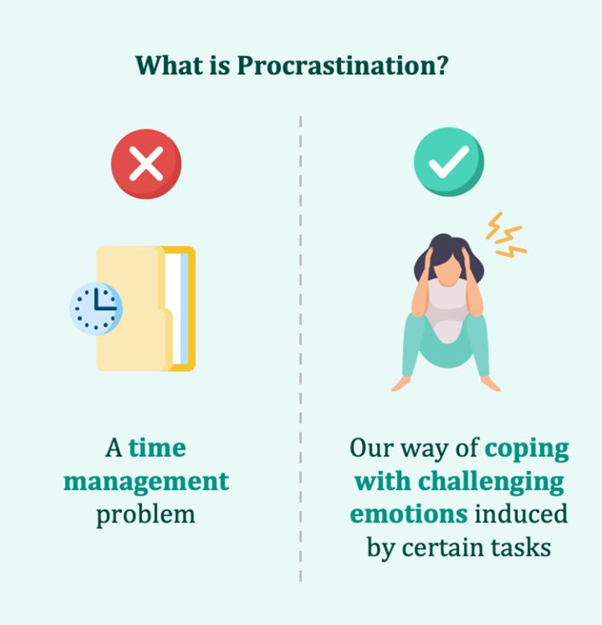 What is Procrastination?
A time
management
problem
Our way of coping
with challenging
emotions induced
by certain tasks